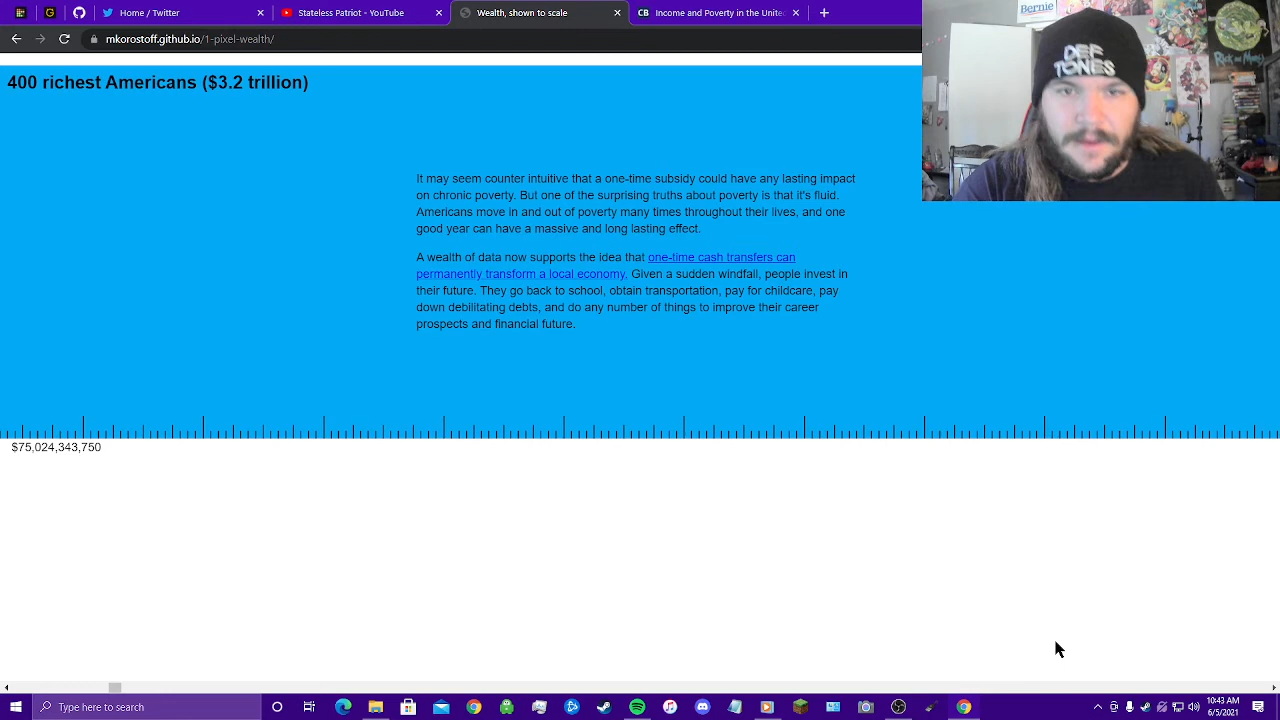 Home / Twitter
Stateless Patriot - YouTube
Wealth, shown to scale
Income and Poverty in the Unite
mkorostoff.github.io/1-pixel-wealth/
Bernie
DEF
TONES
Rick and Morty
400 richest Americans ($3.2 trillion)
It may seem counter intuitive that a one-time subsidy could have any lasting impact
on chronic poverty. But one of the surprising truths about poverty is that it's fluid.
Americans move in and out of poverty many times throughout their lives, and one
good year can have a massive and long lasting effect.
A wealth of data now supports the idea that one-time cash transfers can
permanently transform a local economy. Given a sudden windfall, people invest in
their future. They go back to school, obtain transportation, pay for childcare, pay
down debilitating debts, and do any number of things to improve their career
prospects and financial future.
$75,024,343,750
Type here to search
10:43 AM
6/5/2021